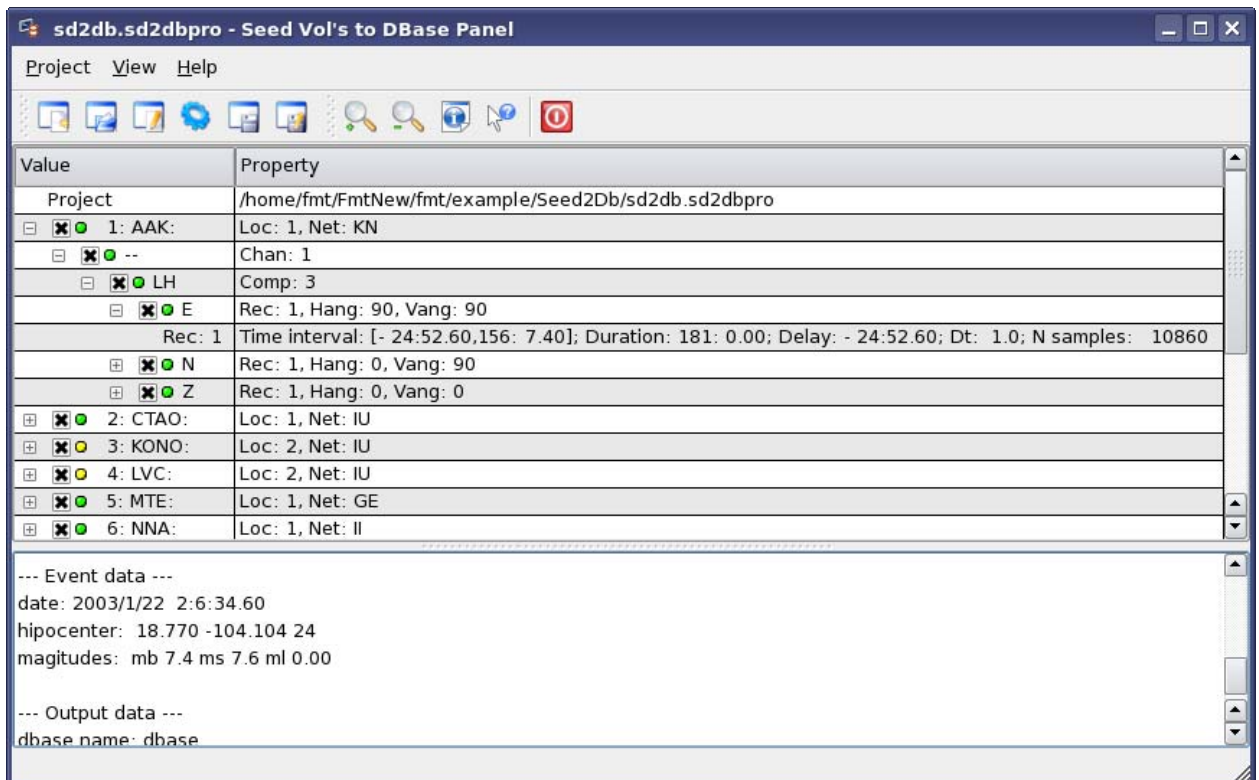 sd2db.sd2dbpro - Seed Vol's to DBase Panel
Project View Help
Value Property
Project /home/fmt/FmtNew/fmt/example/Seed2Db/sd2db.sd2dbpro
1: AAK: Loc: 1, Net: KN
-- Chan: 1
LH Comp: 3
E Rec: 1, Hang: 90, Vang: 90
Rec: 1 Time interval: [- 24:52.60,156: 7.40]; Duration: 181: 0.00; Delay: - 24:52.60; Dt: 1.0; N samples: 10860
N Rec: 1, Hang: 0, Vang: 90
Z Rec: 1, Hang: 0, Vang: 0
2: CTAO: Loc: 1, Net: IU
3: KONO: Loc: 2, Net: IU
4: LVC: Loc: 2, Net: IU
5: MTE: Loc: 1, Net: GE
6: NNA: Loc: 1, Net: II
--- Event data ---
date: 2003/1/22 2:6:34.60
hipocenter: 18.770 -104.104 24
magitudes: mb 7.4 ms 7.6 ml 0.00
--- Output data ---
dbase name: dbase